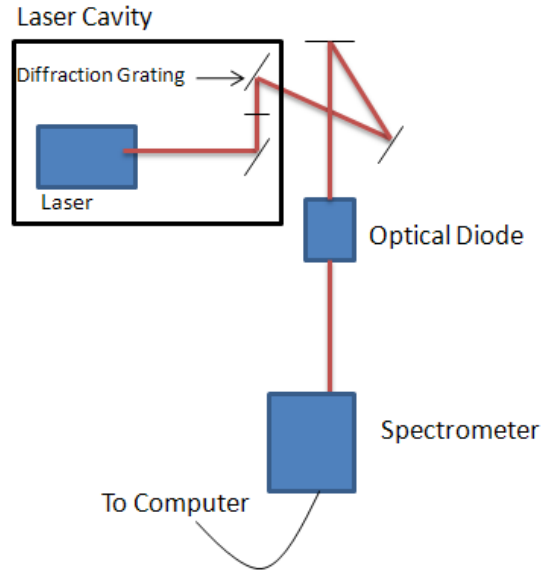 Laser Cavity
Diffraction Grating
Laser
Optical Diode
Spectrometer
To Computer